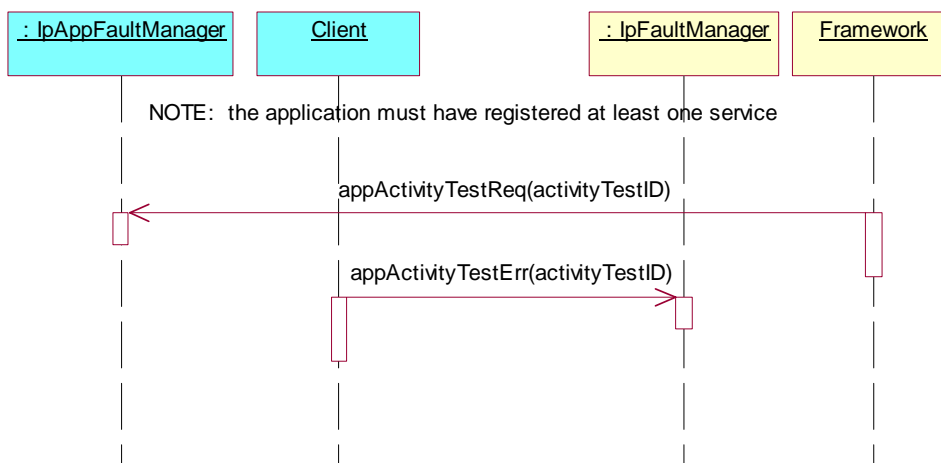 : IpAppFaultManager
Client
: IpFaultManager
Framework
NOTE: the application must have registered at least one service
appActivityTestReq(activityTestID)
appActivityTestErr(activityTestID)